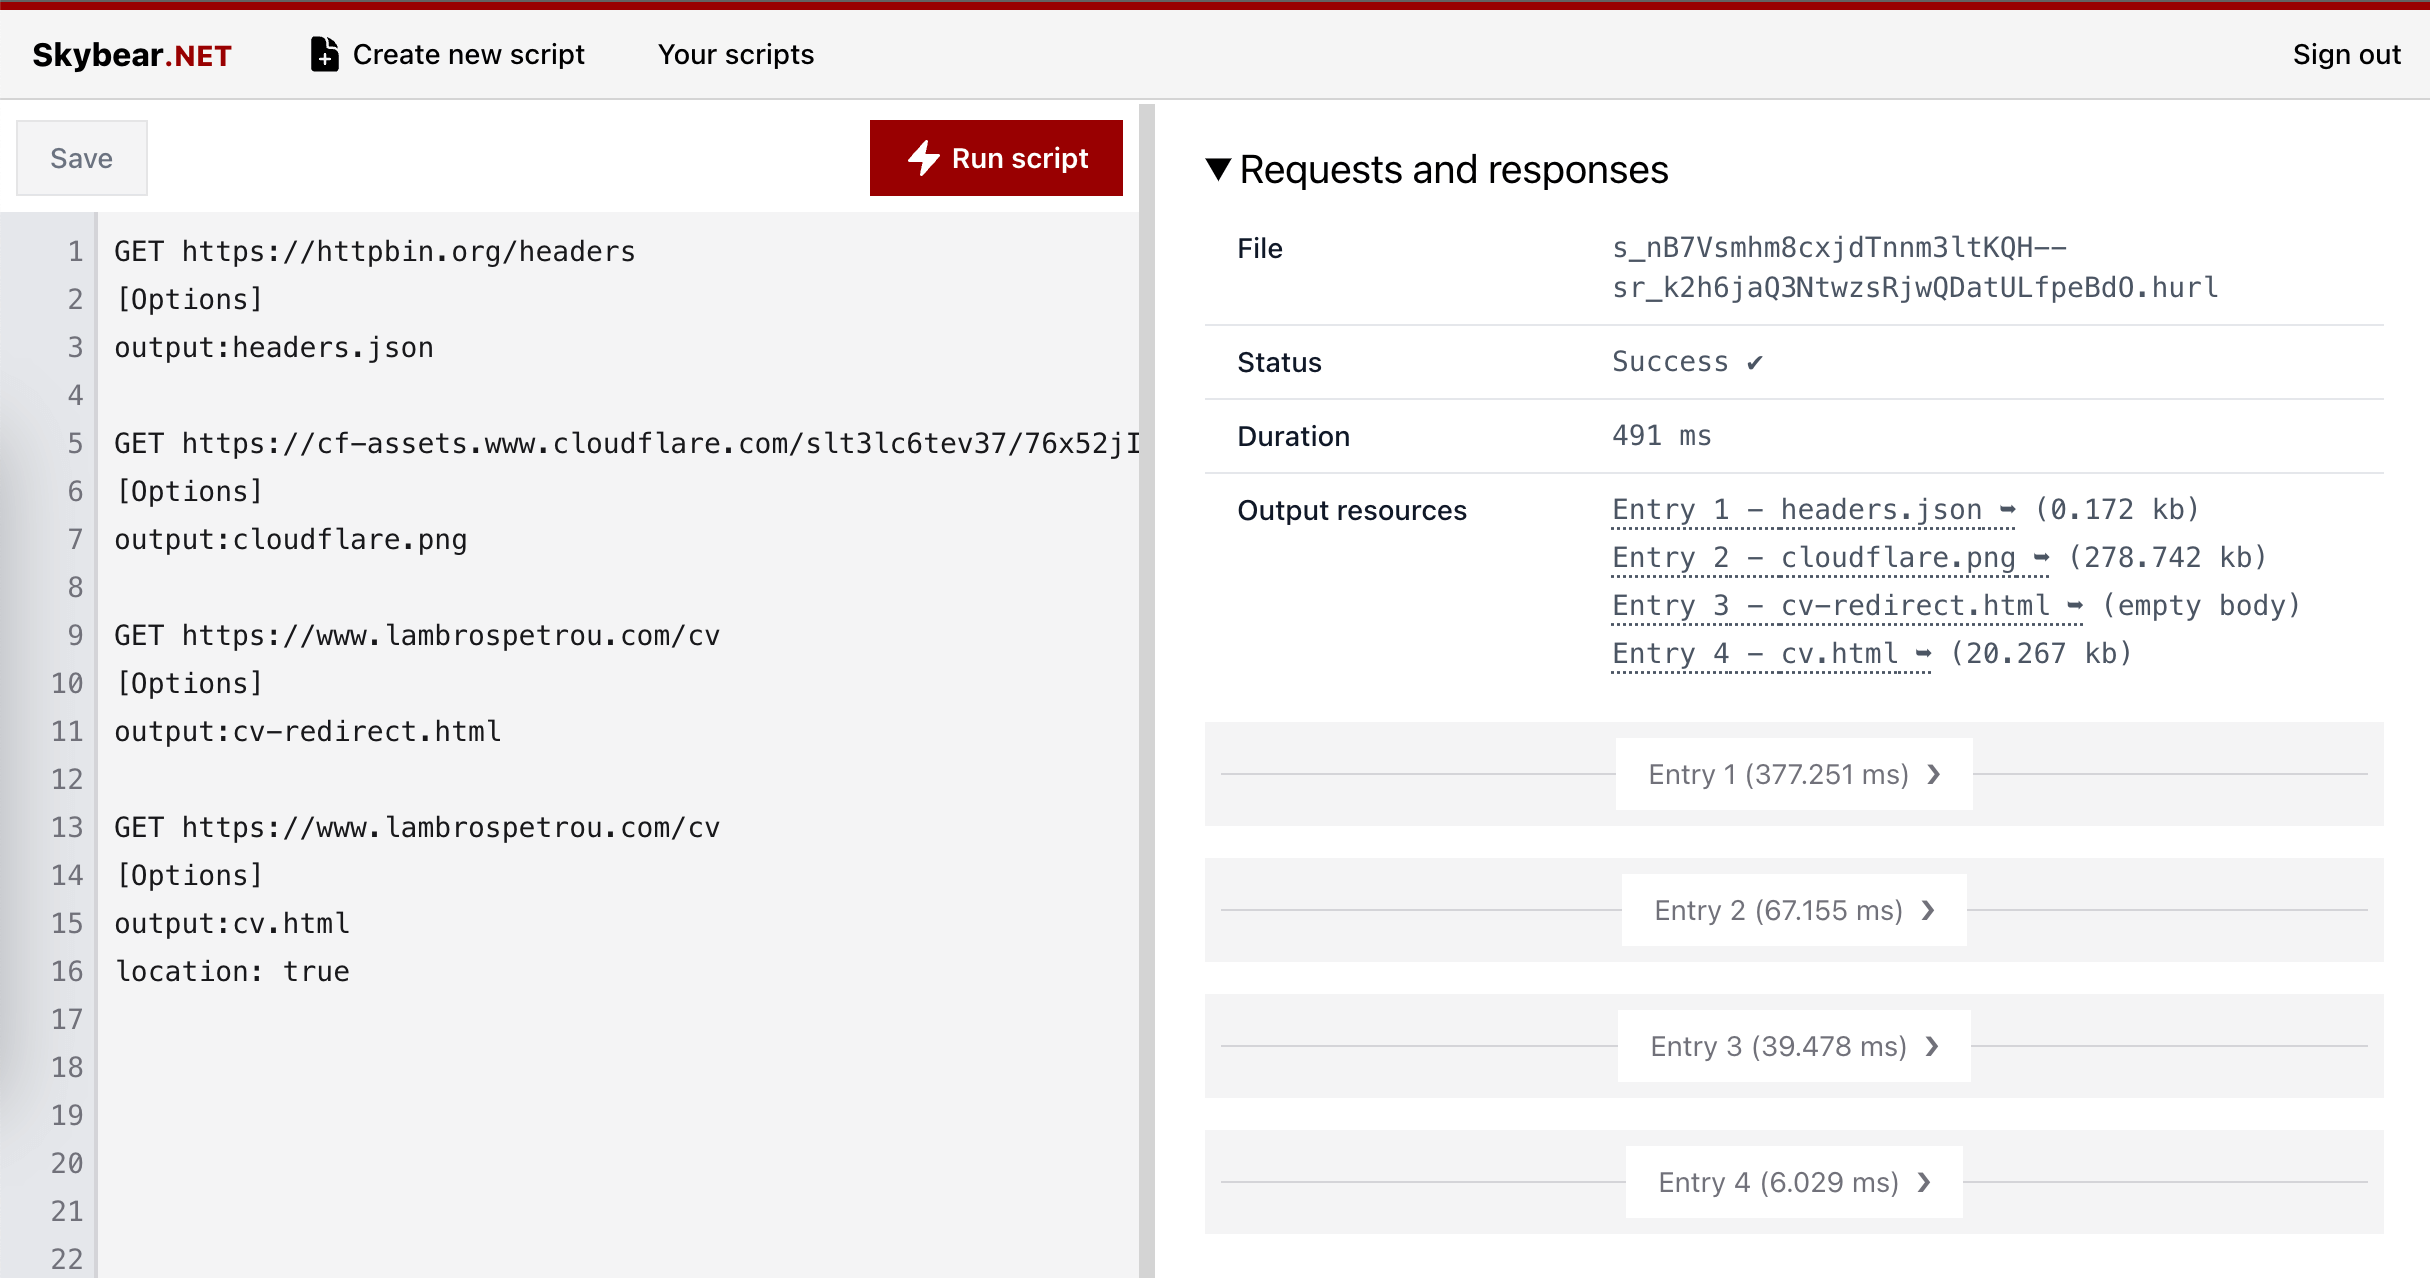 Skybear.NET Create new script Your scripts Sign out
Save Run script
1 GET https://httpbin.org/headers
2 [Options]
3 output:headers.json
4
5 GET https://cf-assets.www.cloudflare.com/slt3lc6tev37/76x52jI
6 [Options]
7 output:cloudflare.png
8
9 GET https://www.lambrospetrou.com/cv
10 [Options]
11 output:cv-redirect.html
12
13 GET https://www.lambrospetrou.com/cv
14 [Options]
15 output:cv.html
16 location: true
17
18
19
20
21
22
▼ Requests and responses
File s_nB7Vsmhm8cxjdTnnm3ltKQH--
sr_k2h6jaQ3NtwzsRjwQDatULfpeBdO.hurl
Status Success ✔
Duration 491 ms
Output resources Entry 1 - headers.json ➥ (0.172 kb)
Entry 2 - cloudflare.png ➥ (278.742 kb)
Entry 3 - cv-redirect.html ➥ (empty body)
Entry 4 - cv.html ➥ (20.267 kb)
Entry 1 (377.251 ms) ❯
Entry 2 (67.155 ms) ❯
Entry 3 (39.478 ms) ❯
Entry 4 (6.029 ms) ❯